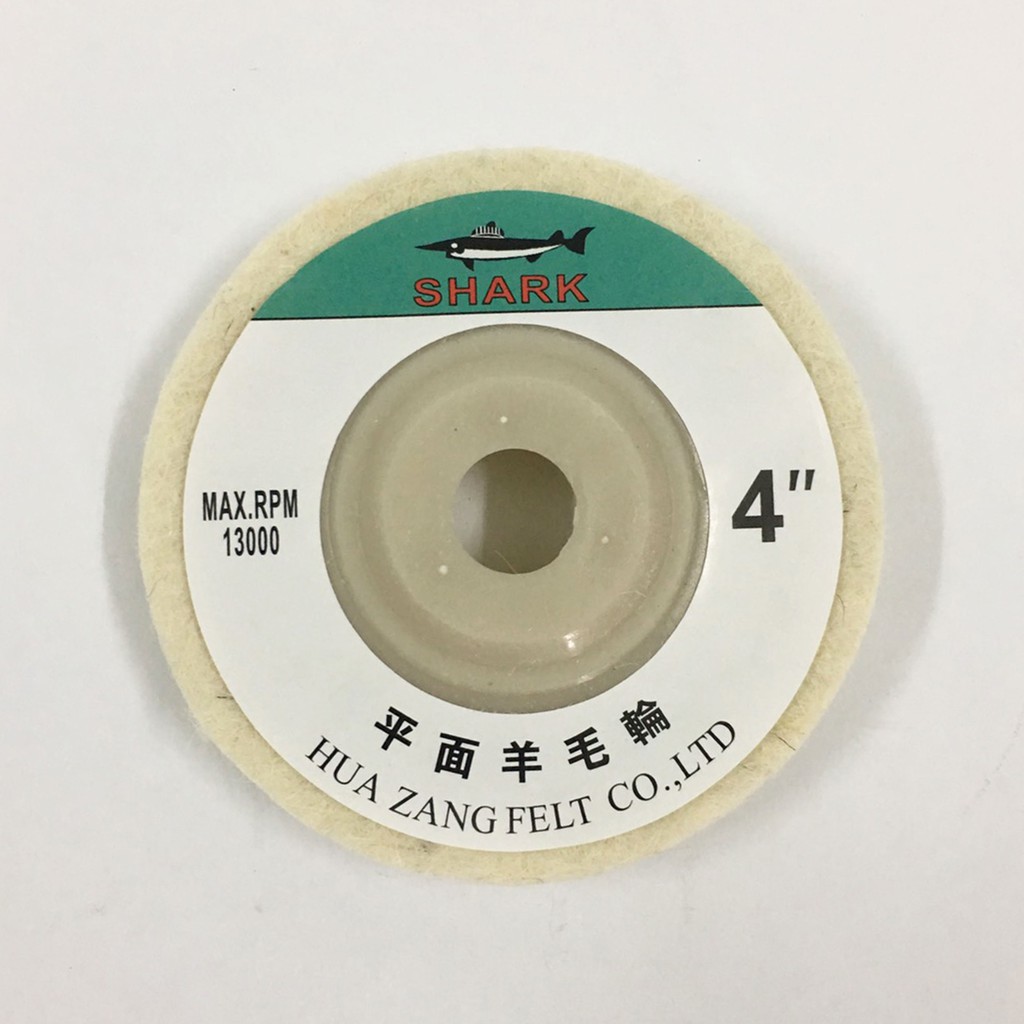 SHARK
MAX.RPM
13000
4"
平面羊毛輪
HUA ZANG FELT CO.,LTD